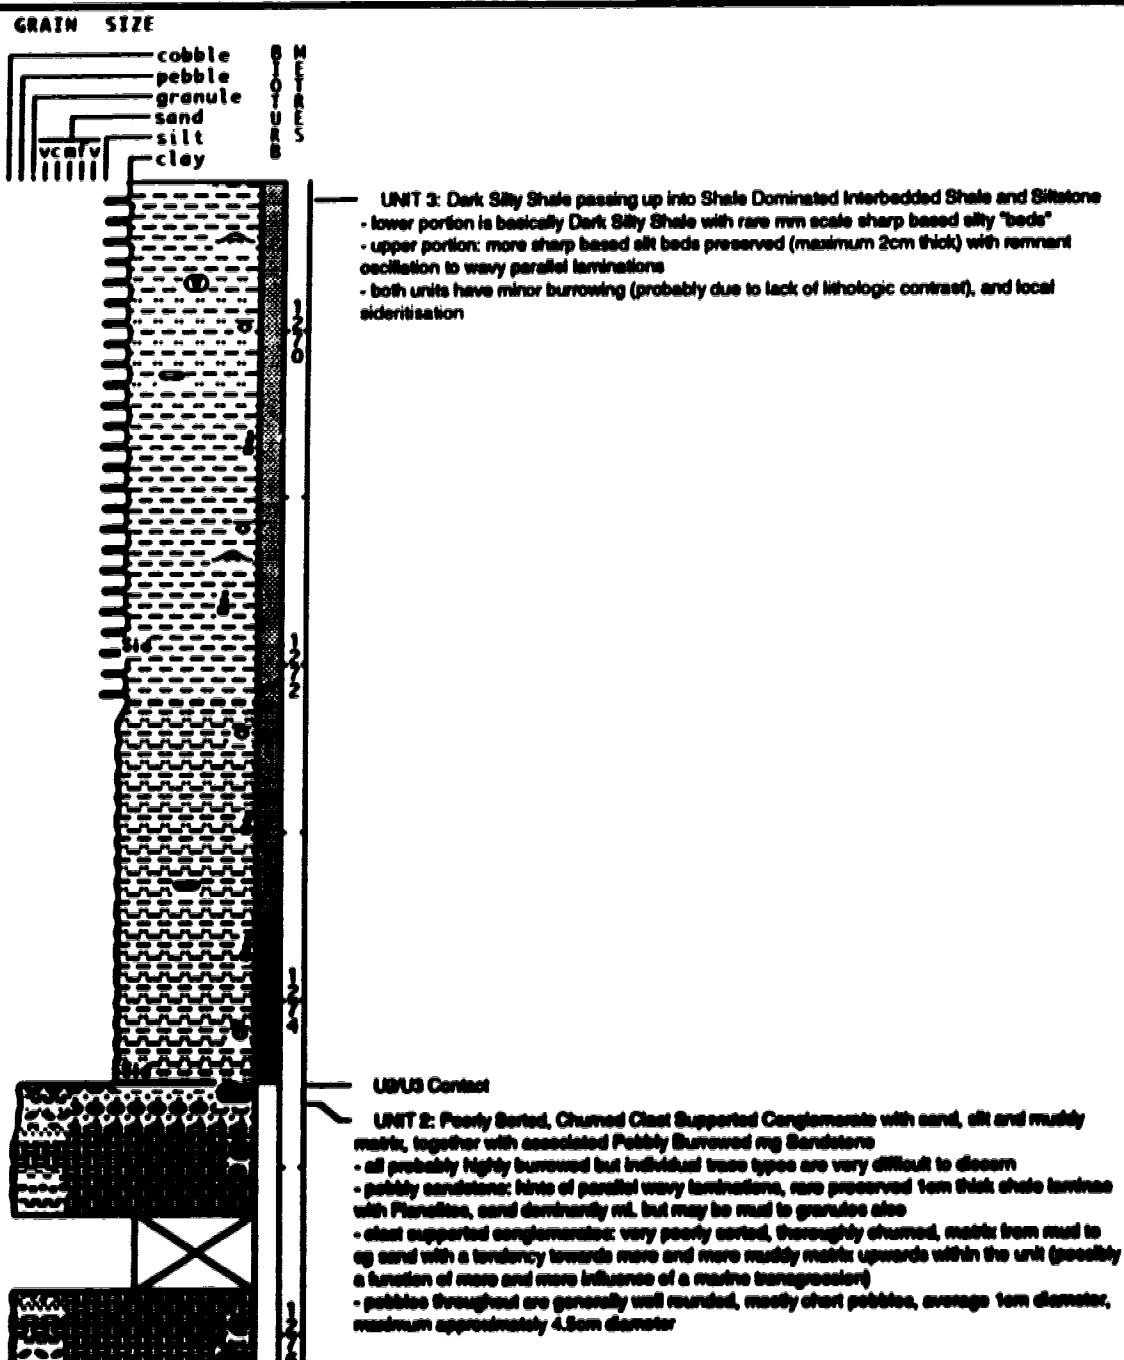 GRAIN SIZE
cobble
pebble
granule
sand
silt
vcmfv
clay
BIOTURB
METRES
UNIT 3: Dark Silty Shale passing up into Shale Dominated Interbedded Shale and Siltstone
- lower portion is basically Dark Silty Shale with rare mm scale sharp based silty "beds"
- upper portion: more sharp based silt beds preserved (maximum 2cm thick) with remnant
oscillation to wavy parallel laminations
- both units have minor burrowing (probably due to lack of lithologic contrast), and local
sideritisation
1270
Sid
1272
1274
Sid
U2/U3 Contact
UNIT 2: Poorly Sorted, Churned Clast Supported Conglomerate with sand, silt and muddy
matrix, together with associated Pebbly Burrowed mg Sandstone
- all probably highly burrowed but individual trace types are very difficult to discern
- pebbly sandstone: hints of parallel wavy laminations, rare preserved 1cm thick shale laminae
with Planolites, sand dominantly mL but may be mud to granules also
- clast supported conglomerates: very poorly sorted, thoroughly churned, matrix from mud to
cg sand with a tendency towards more and more muddy matrix upwards within the unit (possibly
a function of more and more influence of a marine transgression)
- pebbles throughout are generally well rounded, mostly chert pebbles, average 1cm diameter,
maximum approximately 4.5cm diameter
1276